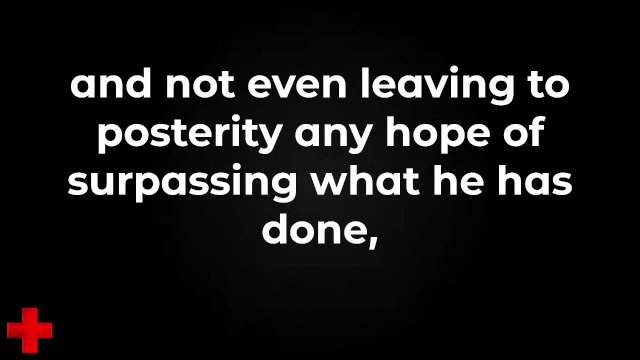 and not even leaving to
posterity any hope of
surpassing what he has
done,